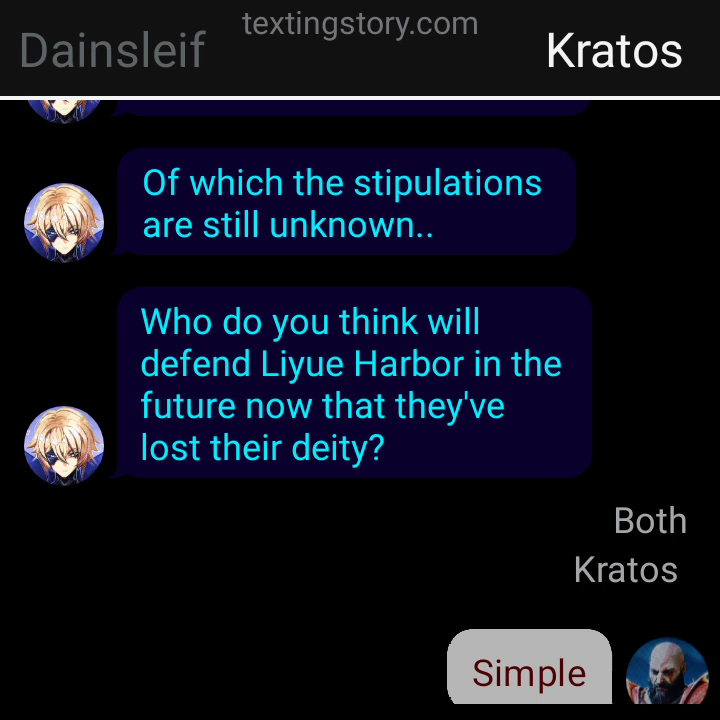 textingstory.com
Dainsleif
Kratos
Of which the stipulations
are still unknown..
Who do you think will
defend Liyue Harbor in the
future now that they've
lost their deity?
Both
Kratos
Simple